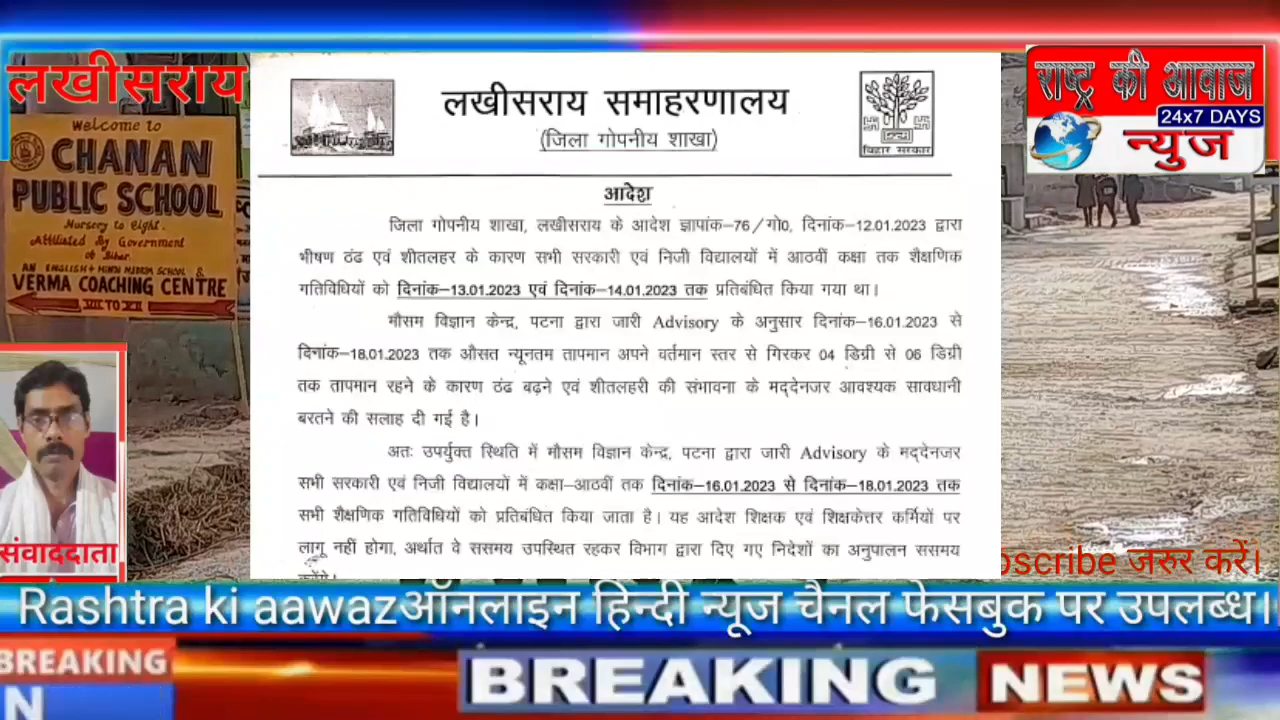 लखीसराय
Welcome to
CHANAN
PUBLIC SCHOOL
Nursery to Eight.
Affilisted By Government
of Bihar
AN ENGLISH + HINDI MEDIUM SCHOOL &
VERMA COACHING CENTRE
VII TO XII
संवाददाता
लखीसराय समाहरणालय
(जिला गोपनीय शाखा)
बिहार सरकार
आदेश
जिला गोपनीय शाखा, लखीसराय के आदेश ज्ञापांक–76/गो0, दिनांक–12.01.2023 द्वारा
भीषण ठंढ एवं शीतलहर के कारण सभी सरकारी एवं निजी विद्यालयों में आठवीं कक्षा तक शैक्षणिक
गतिविधियों को दिनांक–13.01.2023 एवं दिनांक–14.01.2023 तक प्रतिबंधित किया गया था।
मौसम विज्ञान केन्द्र, पटना द्वारा जारी Advisory के अनुसार दिनांक–16.01.2023 से
दिनांक–18.01.2023 तक औसत न्यूनतम तापमान अपने वर्तमान स्तर से गिरकर 04 डिग्री से 06 डिग्री
तक तापमान रहने के कारण ठंढ बढ़ने एवं शीतलहरी की संभावना के मद्देनजर आवश्यक सावधानी
बरतने की सलाह दी गई है।
अतः उपर्युक्त स्थिति में मौसम विज्ञान केन्द्र, पटना द्वारा जारी Advisory के मद्देनजर
सभी सरकारी एवं निजी विद्यालयों में कक्षा–आठवीं तक दिनांक–16.01.2023 से दिनांक–18.01.2023 तक
सभी शैक्षणिक गतिविधियों को प्रतिबंधित किया जाता है। यह आदेश शिक्षक एवं शिक्षकेत्तर कर्मियों पर
लागू नहीं होगा, अर्थात वे ससमय उपस्थित रहकर विभाग द्वारा दिए गए निदेशों का अनुपालन ससमय
राष्ट्र की आवाज
24x7 DAYS
न्युज
scribe जरुर करें।
Rashtra ki aawazऑनलाइन हिन्दी न्यूज चैनल फेसबुक पर उपलब्ध।
BREAKING
N
BREAKING NEWS